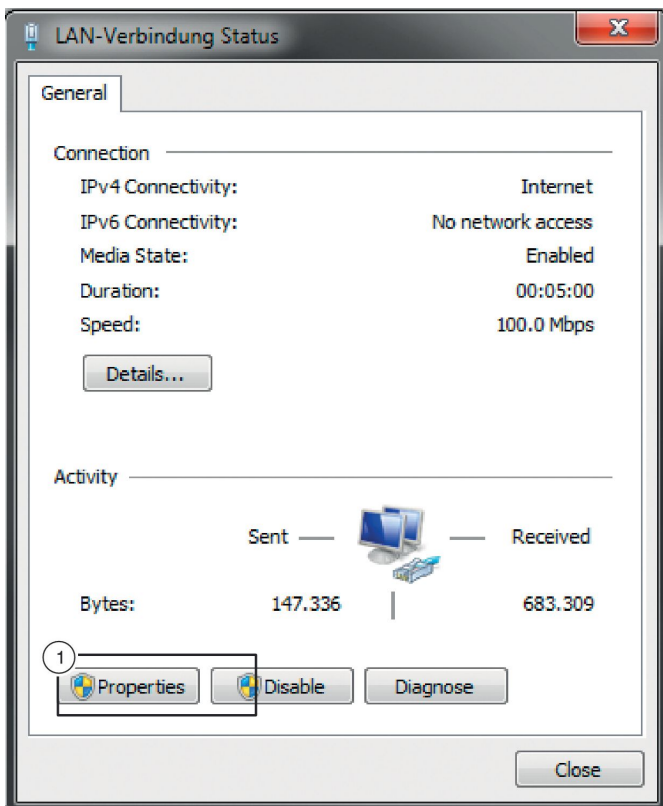 LAN-Verbindung Status
x
General
Connection
IPv4 Connectivity: Internet
IPv6 Connectivity: No network access
Media State: Enabled
Duration: 00:05:00
Speed: 100.0 Mbps
Details...
Activity
Sent Received
Bytes: 147.336 683.309
1
Properties Disable Diagnose
Close